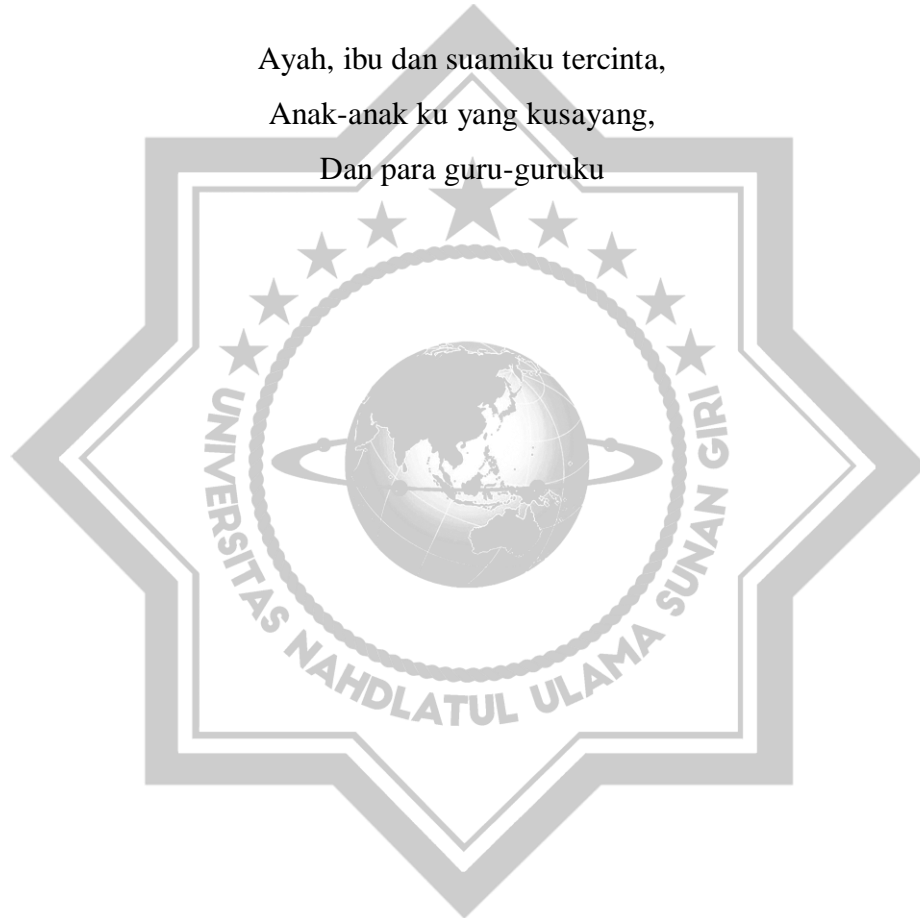 Ayah, ibu dan suamiku tercinta,
Anak-anak ku yang kusayang,
Dan para guru-guruku
UNIVERSITAS NAHDLATUL ULAMA SUNAN GIRI